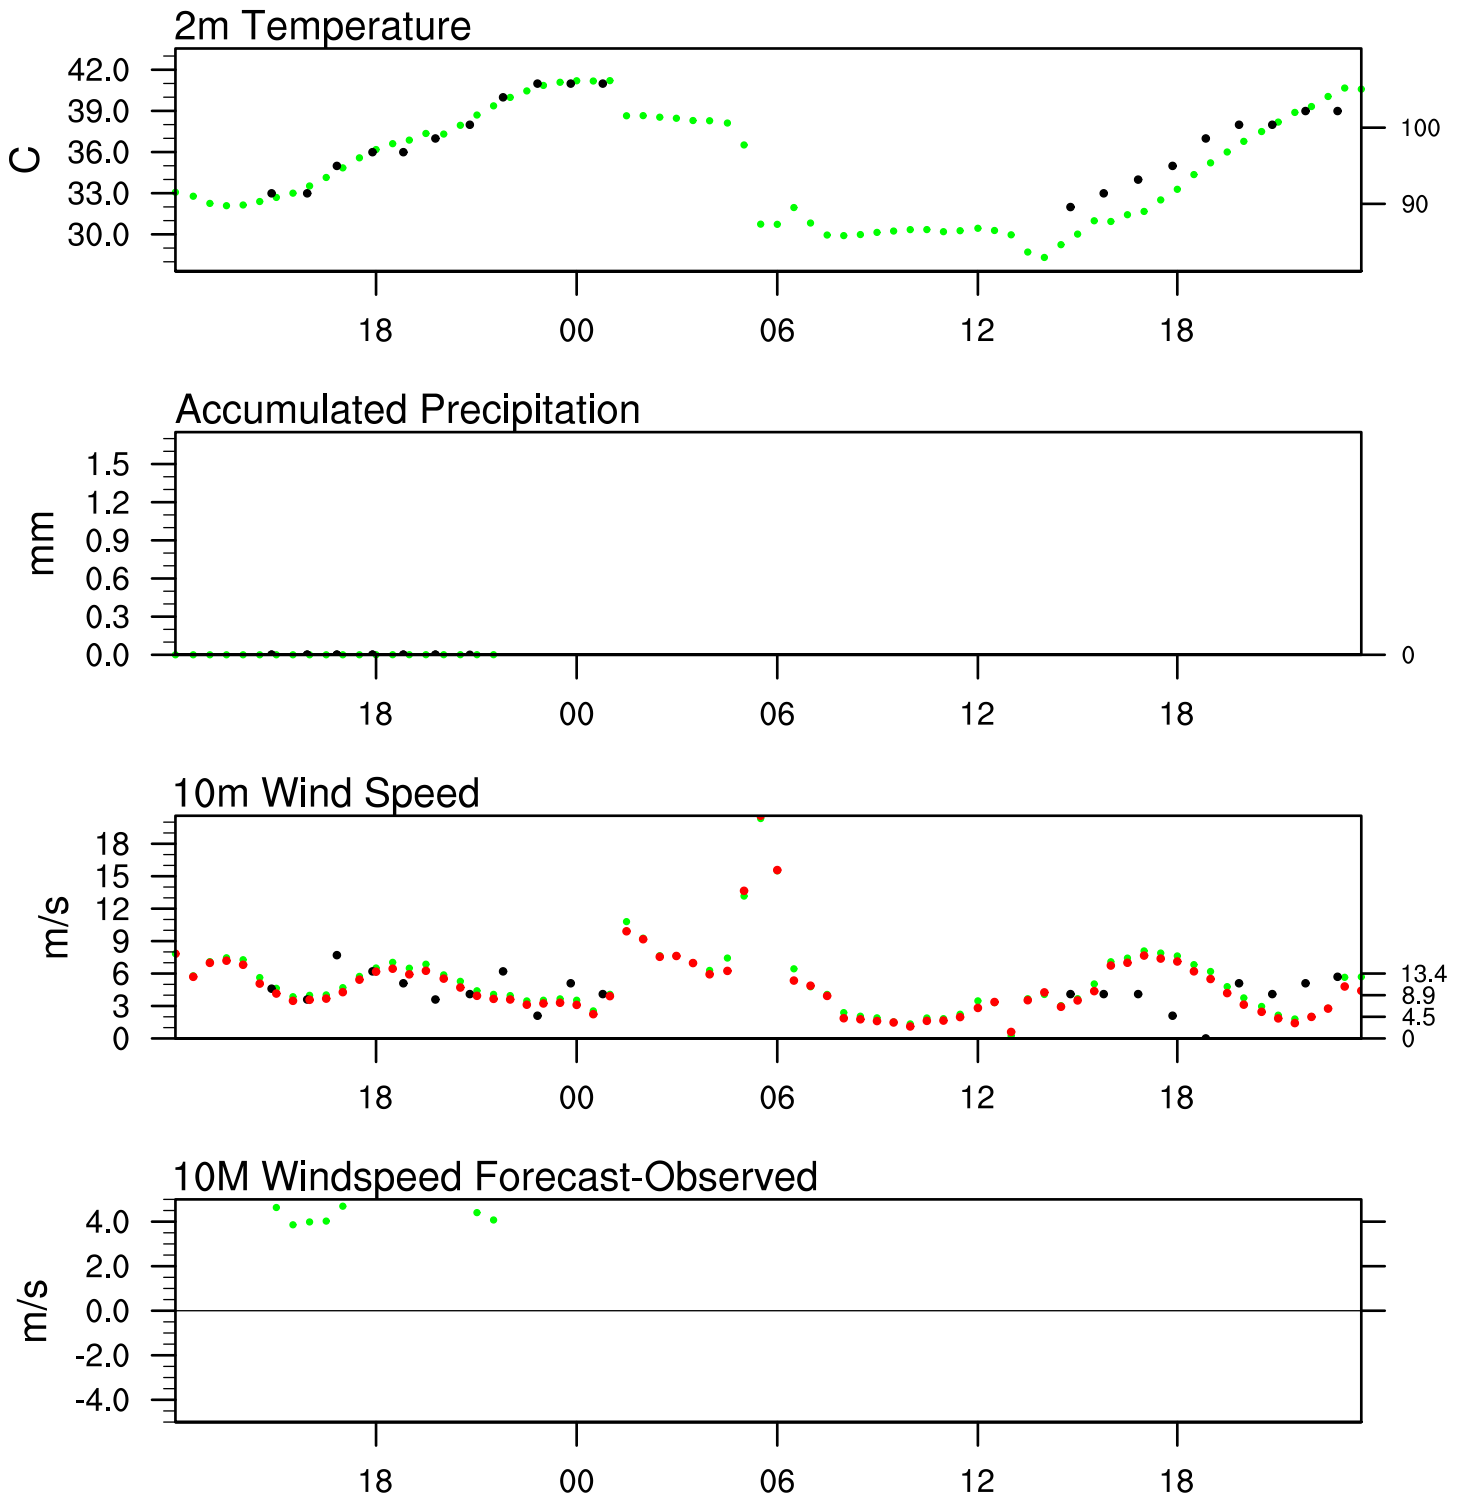 2m Temperature
42.0
39.0
36.0
33.0
30.0
C
100
90
18 00 06 12 18
Accumulated Precipitation
1.5
1.2
0.9
0.6
0.3
0.0
mm
0
18 00 06 12 18
10m Wind Speed
18
15
12
9
6
3
0
m/s
13.4
8.9
4.5
0
18 00 06 12 18
10M Windspeed Forecast-Observed
4.0
2.0
0.0
-2.0
-4.0
m/s
18 00 06 12 18